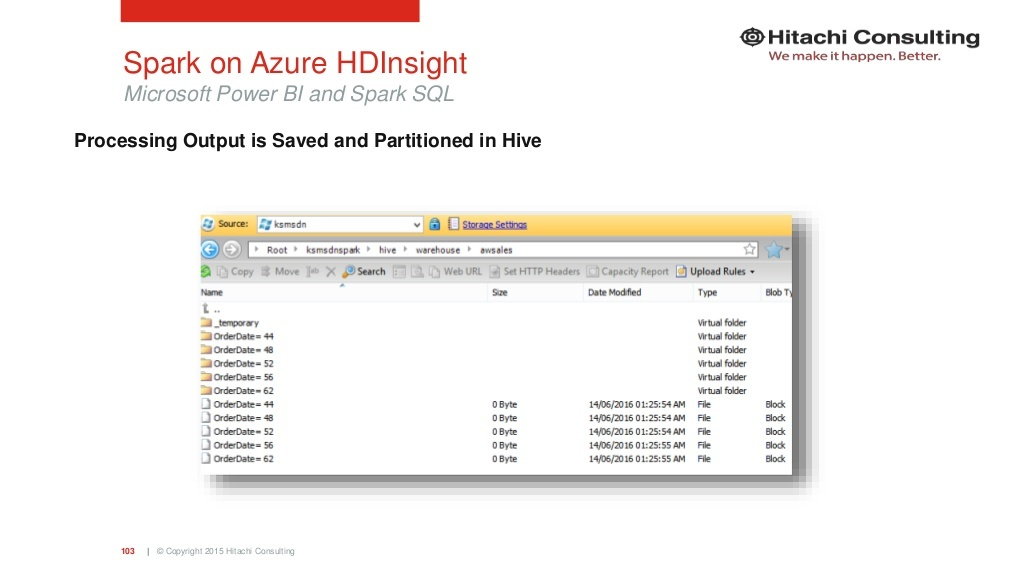 Hitachi Consulting
We make it happen. Better.
Spark on Azure HDInsight
Microsoft Power BI and Spark SQL
Processing Output is Saved and Partitioned in Hive
Source: ksmsdn Storage Settings
Root ksmsdnspark hive warehouse awsales
Copy Move Search Web URL Set HTTP Headers Capacity Report Upload Rules
Name Size Date Modified Type Blob Ty
..
_temporary Virtual folder
OrderDate= 44 Virtual folder
OrderDate= 48 Virtual folder
OrderDate= 52 Virtual folder
OrderDate= 56 Virtual folder
OrderDate= 62 Virtual folder
OrderDate= 44 0 Byte 14/06/2016 01:25:54 AM File Block
OrderDate= 48 0 Byte 14/06/2016 01:25:54 AM File Block
OrderDate= 52 0 Byte 14/06/2016 01:25:54 AM File Block
OrderDate= 56 0 Byte 14/06/2016 01:25:55 AM File Block
OrderDate= 62 0 Byte 14/06/2016 01:25:55 AM File Block
103 | © Copyright 2015 Hitachi Consulting